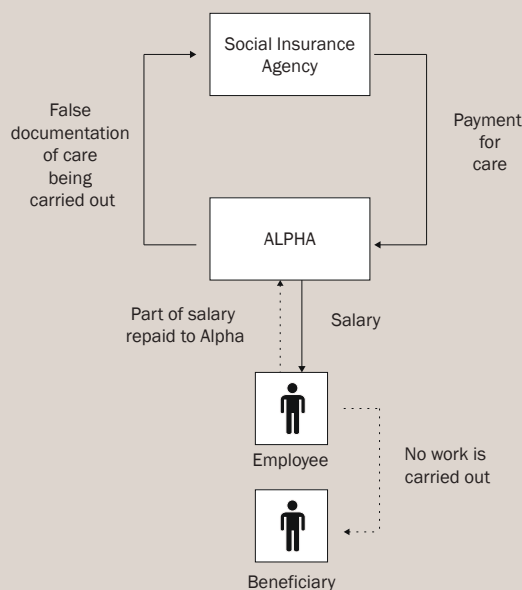 Social Insurance
Agency
False
documentation
of care
being
carried out
Payment
for
care
ALPHA
Part of salary
repaid to Alpha
Salary
Employee
No work is
carried out
Beneficiary